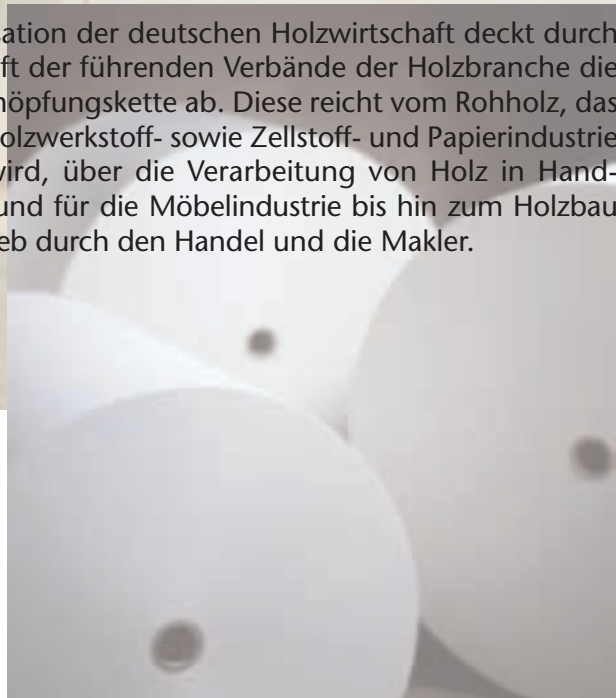 ation der deutschen Holzwirtschaft deckt durch
ft der führenden Verbände der Holzbranche die
höpfungskette ab. Diese reicht vom Rohholz, das
olzwerkstoff- sowie Zellstoff- und Papierindustrie
wird, über die Verarbeitung von Holz in Hand-
und für die Möbelindustrie bis hin zum Holzbau
eb durch den Handel und die Makler.